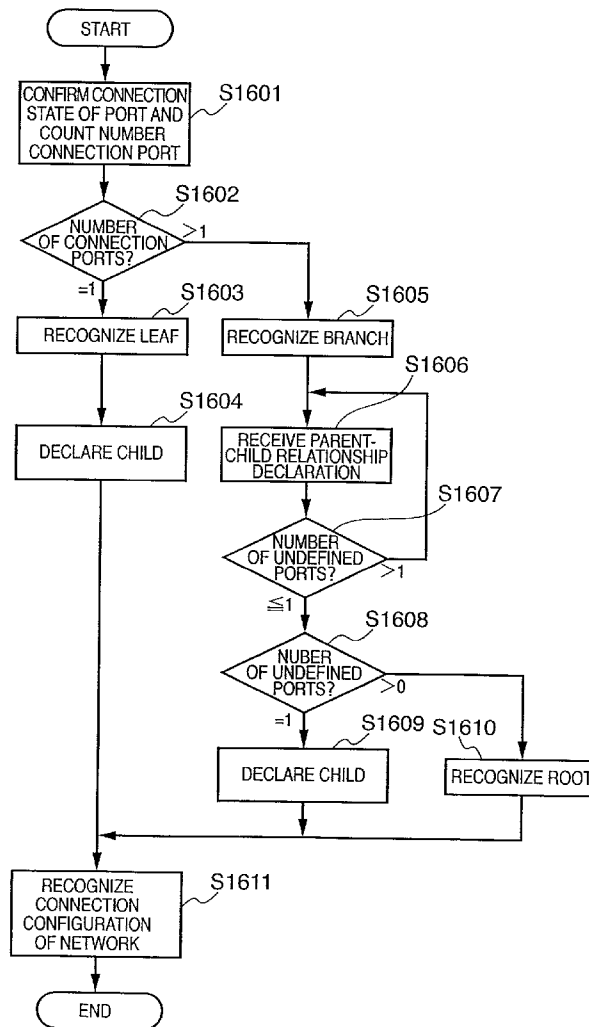 START
CONFIRM CONNECTION
STATE OF PORT AND
COUNT NUMBER
CONNECTION PORT
S1601
S1602
NUMBER
OF CONNECTION
PORTS?
>1
=1
S1603
RECOGNIZE LEAF
S1605
RECOGNIZE BRANCH
S1604
DECLARE CHILD
S1606
RECEIVE PARENT-
CHILD RELATIONSHIP
DECLARATION
S1607
NUMBER
OF UNDEFINED
PORTS?
>1
≦1
S1608
NUBER
OF UNDEFINED
PORTS?
>0
=1
S1609
DECLARE CHILD
S1610
RECOGNIZE ROOT
RECOGNIZE
CONNECTION
CONFIGURATION
OF NETWORK
S1611
END